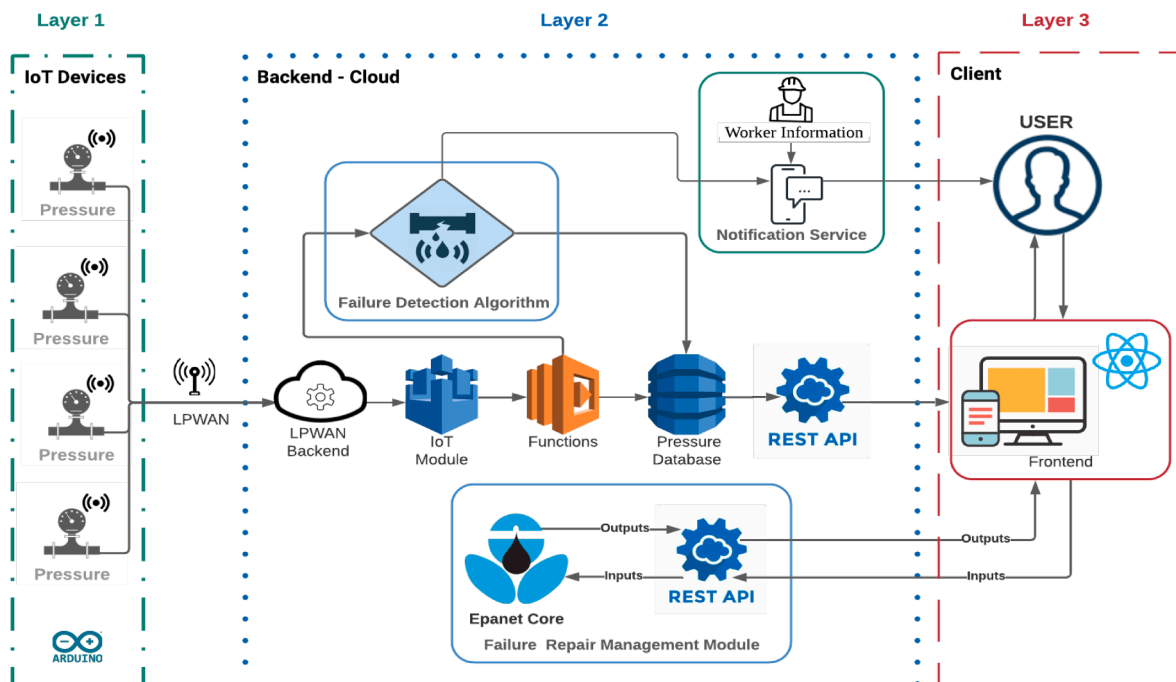 Layer 1
Layer 2
Layer 3
IoT Devices
Backend - Cloud
Client
Worker Information
USER
Pressure
Notification Service
Failure Detection Algorithm
Pressure
LPWAN
LPWAN
Backend
IoT
Module
Functions
Pressure
Database
REST API
Frontend
Pressure
Outputs
Outputs
Inputs
Inputs
REST API
Epanet Core
Failure Repair Management Module
Pressure
ARDUINO